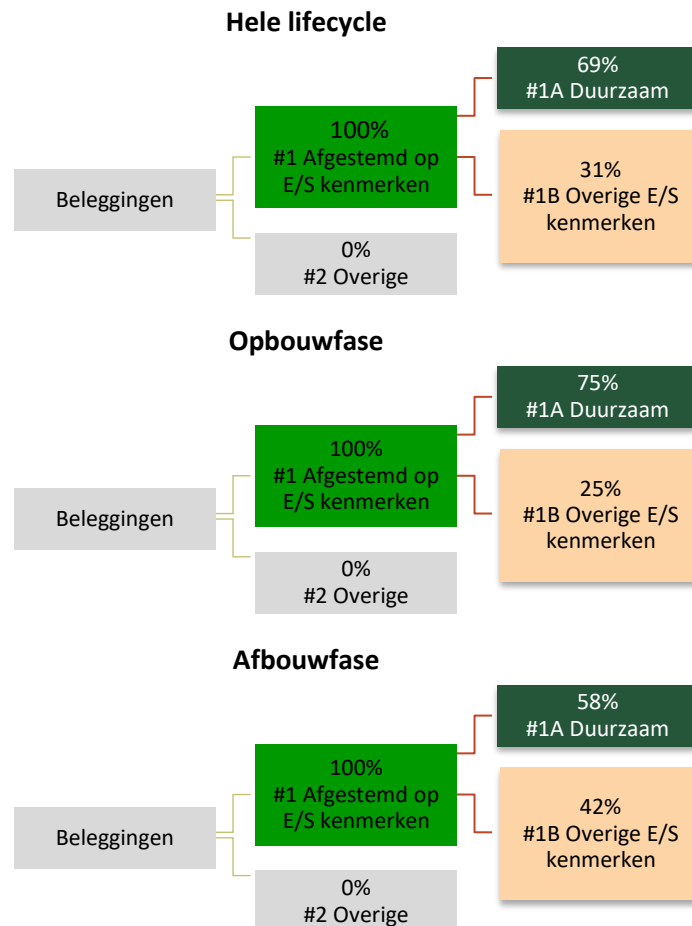 Hele lifecycle
69%
#1A Duurzaam
100%
#1 Afgestemd op
E/S kenmerken
31%
#1B Overige E/S
kenmerken
Beleggingen
0%
#2 Overige
Opbouwfase
75%
#1A Duurzaam
100%
#1 Afgestemd op
E/S kenmerken
25%
#1B Overige E/S
kenmerken
Beleggingen
0%
#2 Overige
Afbouwfase
58%
#1A Duurzaam
100%
#1 Afgestemd op
E/S kenmerken
42%
#1B Overige E/S
kenmerken
Beleggingen
0%
#2 Overige